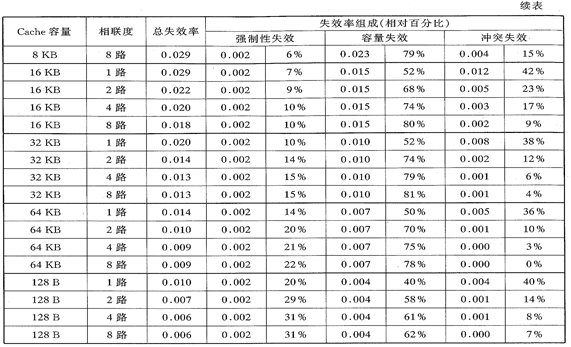 续表
Cache 容量 相联度 总失效率 失效率组成(相对百分比)
强制性失效 容量失效 冲突失效
8 KB 8 路 0.029 0.002 6% 0.023 79% 0.004 15%
16 KB 1 路 0.029 0.002 7% 0.015 52% 0.012 42%
16 KB 2 路 0.022 0.002 9% 0.015 68% 0.005 23%
16 KB 4 路 0.020 0.002 10% 0.015 74% 0.003 17%
16 KB 8 路 0.018 0.002 10% 0.015 80% 0.002 9%
32 KB 1 路 0.020 0.002 10% 0.010 52% 0.008 38%
32 KB 2 路 0.014 0.002 14% 0.010 74% 0.002 12%
32 KB 4 路 0.013 0.002 15% 0.010 79% 0.001 6%
32 KB 8 路 0.013 0.002 15% 0.010 81% 0.001 4%
64 KB 1 路 0.014 0.002 14% 0.007 50% 0.005 36%
64 KB 2 路 0.010 0.002 20% 0.007 70% 0.001 10%
64 KB 4 路 0.009 0.002 21% 0.007 75% 0.000 3%
64 KB 8 路 0.009 0.002 22% 0.007 78% 0.000 0%
128 B 1 路 0.010 0.002 20% 0.004 40% 0.004 40%
128 B 2 路 0.007 0.002 29% 0.004 58% 0.001 14%
128 B 4 路 0.006 0.002 31% 0.004 61% 0.001 8%
128 B 8 路 0.006 0.002 31% 0.004 62% 0.000 7%